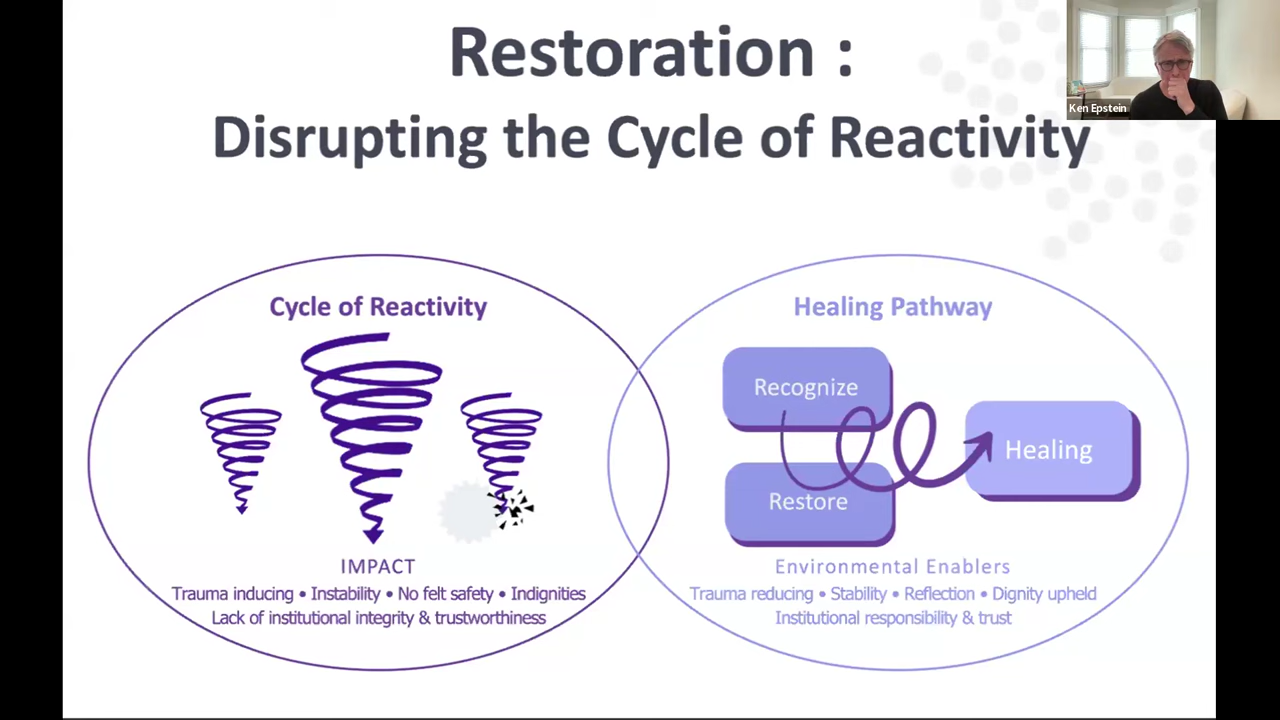 Restoration :
Disrupting the Cycle of Reactivity
Ken Epstein
Cycle of Reactivity
IMPACT
Trauma inducing • Instability • No felt safety • Indignities
Lack of institutional integrity & trustworthiness
Healing Pathway
Recognize
Restore
Healing
Environmental Enablers
Trauma reducing • Stability • Reflection • Dignity upheld
Institutional responsibility & trust